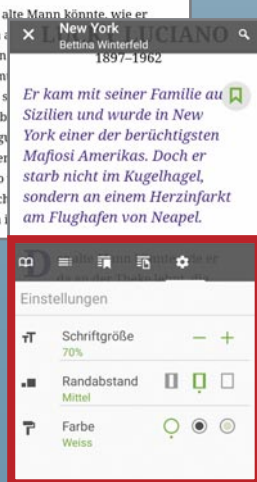 alte Mann könnte, wie er
New York
Bettina Winterfeld
LUCIANO
1897–1962
Er kam mit seiner Familie au
Sizilien und wurde in New
York einer der berüchtigsten
Mafiosi Amerikas. Doch er
starb nicht im Kugelhagel,
sondern an einem Herzinfarkt
am Flughafen von Neapel.
Einstellungen
Schriftgröße
70%
Randabstand
Mittel
Farbe
Weiss